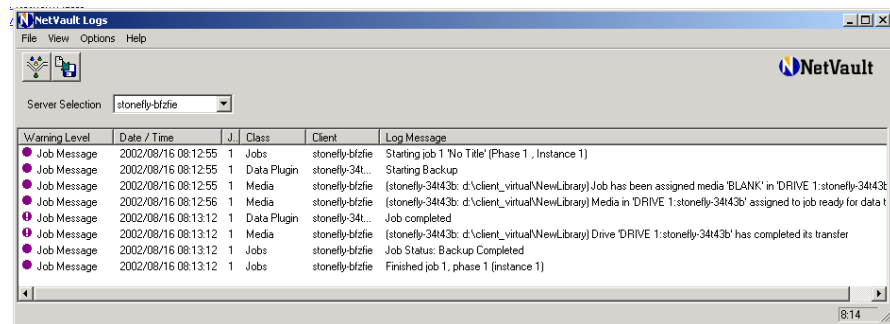 NetVault Logs
File View Options Help
NetVault
Server Selection stonefly-bfzfie
Warning Level Date / Time J.. Class Client Log Message
Job Message 2002/08/16 08:12:55 1 Jobs stonefly-bfzfie Starting job 1 'No Title' (Phase 1 , Instance 1)
Job Message 2002/08/16 08:12:55 1 Data Plugin stonefly-34t... Starting Backup
Job Message 2002/08/16 08:12:55 1 Media stonefly-bfzfie (stonefly-34t43b: d:\client_virtual\NewLibrary) Job has been assigned media 'BLANK' in 'DRIVE 1:stonefly-34t43b
Job Message 2002/08/16 08:12:56 1 Media stonefly-bfzfie (stonefly-34t43b: d:\client_virtual\NewLibrary) Media in 'DRIVE 1:stonefly-34t43b' assigned to job ready for data t
Job Message 2002/08/16 08:13:12 1 Data Plugin stonefly-34t... Job completed
Job Message 2002/08/16 08:13:12 1 Media stonefly-bfzfie (stonefly-34t43b: d:\client_virtual\NewLibrary) Drive 'DRIVE 1:stonefly-34t43b' has completed its transfer
Job Message 2002/08/16 08:13:12 1 Jobs stonefly-bfzfie Job Status: Backup Completed
Job Message 2002/08/16 08:13:12 1 Jobs stonefly-bfzfie Finished job 1, phase 1 (instance 1)
8:14